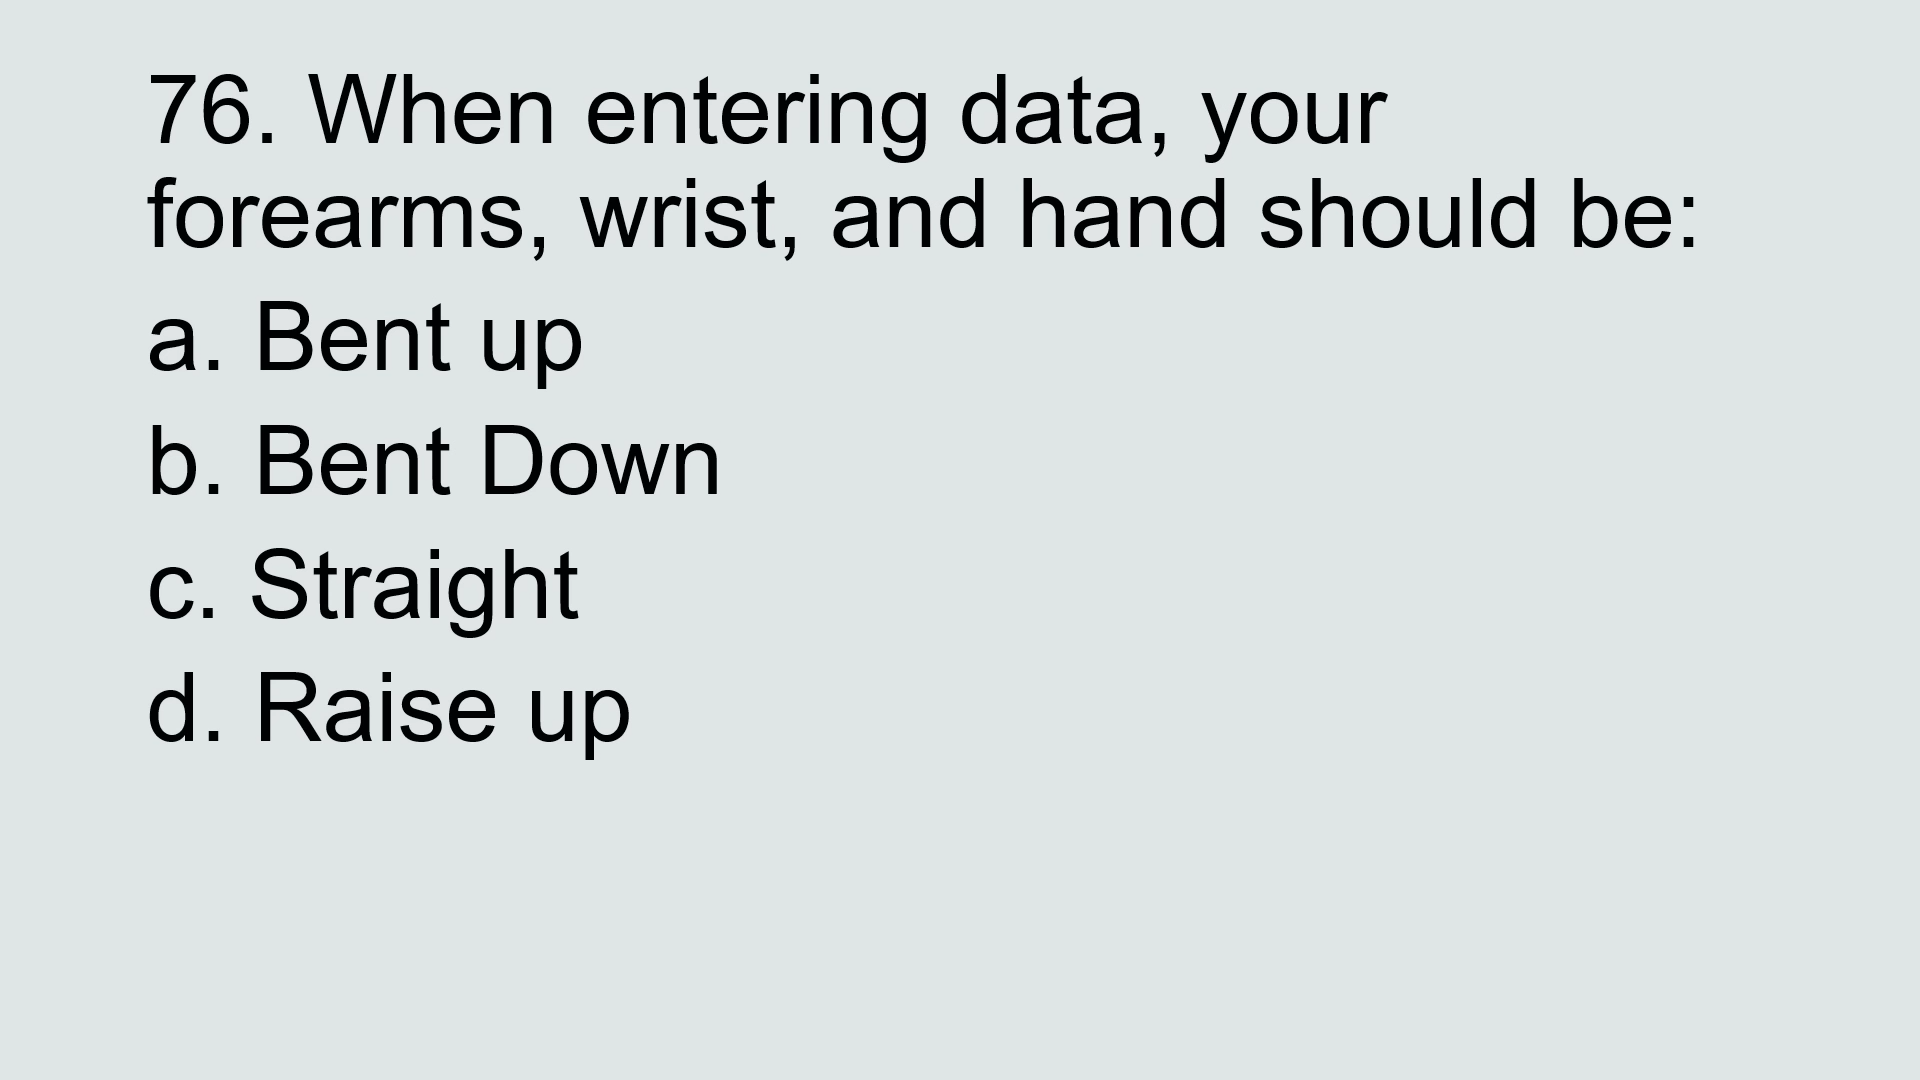 76. When entering data, your
forearms, wrist, and hand should be:
a. Bent up
b. Bent Down
c. Straight
d. Raise up